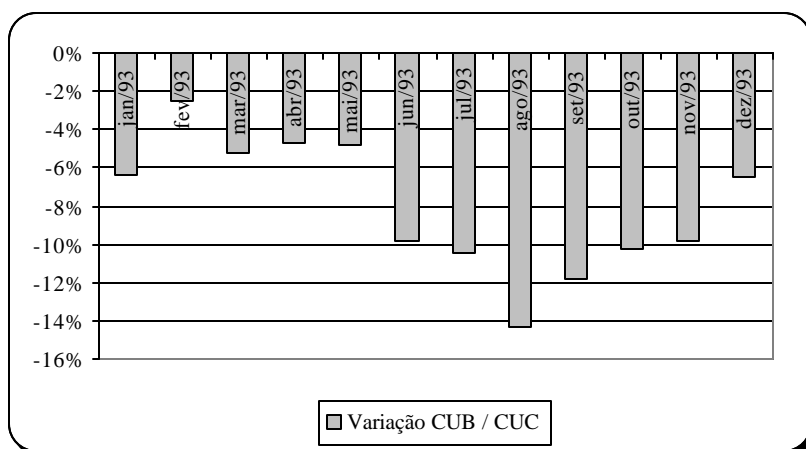 0%
-2%
-4%
-6%
-8%
-10%
-12%
-14%
-16%
jan/93
fev/93
mar/93
abr/93
mai/93
jun/93
jul/93
ago/93
set/93
out/93
nov/93
dez/93
Variação CUB / CUC